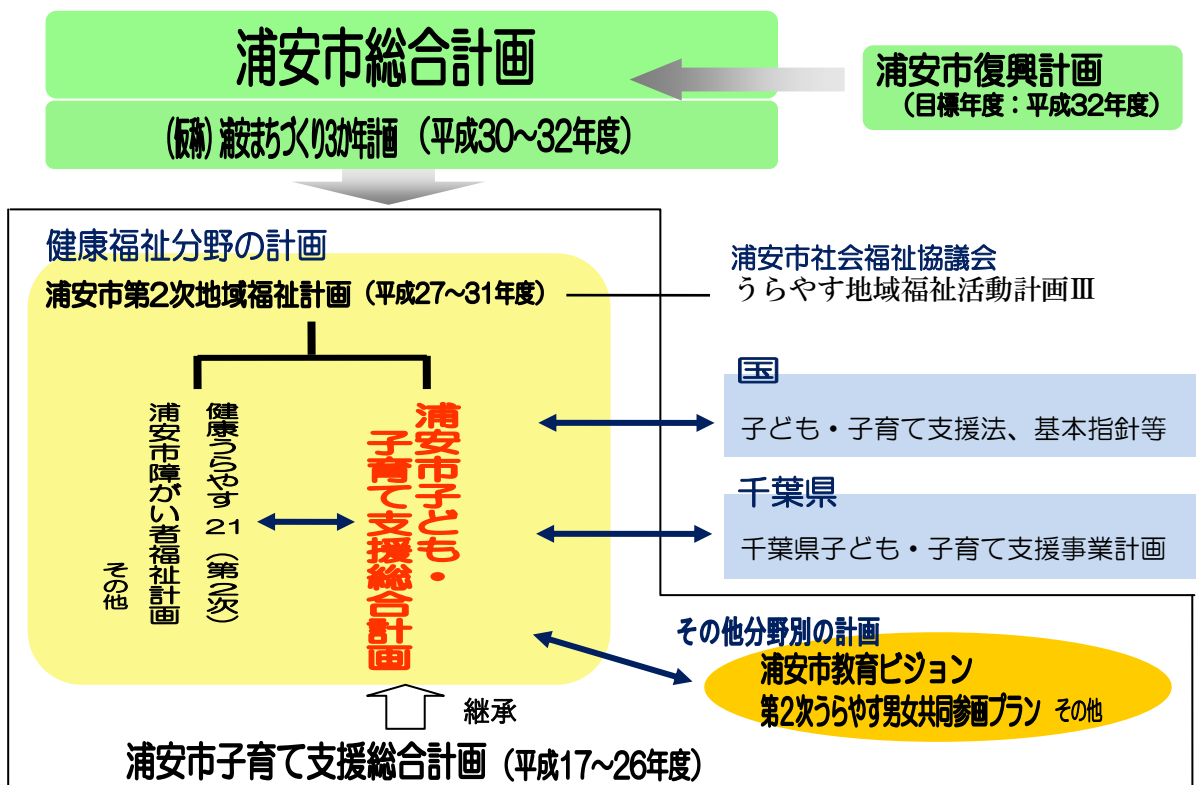 浦安市総合計画
(仮称) 浦安まちづくり3か年計画 （平成30～32年度）
浦安市復興計画
（目標年度：平成32年度）
健康福祉分野の計画
浦安市第2次地域福祉計画（平成27～31年度）
浦安市社会福祉協議会
うらやす地域福祉活動計画Ⅲ
浦安市子ども・
子育て支援総合計画
健康うらやす 21（第2次）
浦安市障がい者福祉計画
その他
国
子ども・子育て支援法、基本指針等
千葉県
千葉県子ども・子育て支援事業計画
その他分野別の計画
浦安市教育ビジョン
第2次うらやす男女共同参画プラン その他
継承
浦安市子育て支援総合計画（平成17～26年度）